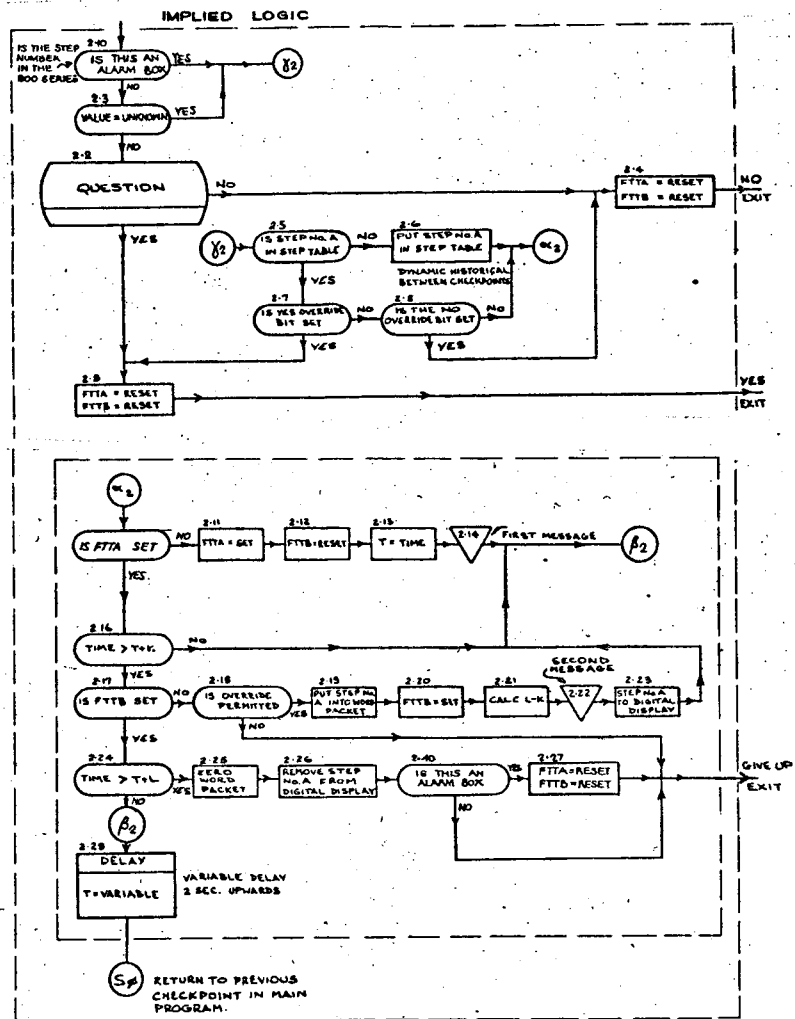 IMPLIED LOGIC
IS THE STEP
NUMBER
IN THE
800 SERIES
2.40
IS THIS AN
ALARM BOX
YES
γ2
NO
2.3
VALUE = UNKNOWN
YES
NO
2.2
QUESTION
NO
2.4
FTTA = RESET
FTTB = RESET
NO
EXIT
YES
γ2
2.5
IS STEP NO. A
IN STEP TABLE
NO
2.6
PUT STEP NO. A
IN STEP TABLE
α2
DYNAMIC HISTORICAL
BETWEEN CHECKPOINTS
YES
2.7
IS YES OVERRIDE
BIT SET
NO
2.8
IS THE NO
OVERRIDE BIT SET
NO
YES
YES
FTTA = RESET
FTTB = RESET
YES
EXIT
α2
IS FTTA SET
NO
2.11
FTTA = SET
2.12
FTTB = RESET
2.13
T = TIME
2.14
FIRST MESSAGE
β2
YES.
2.16
TIME > T+K.
NO
YES
2.17
IS FTTB SET
NO
2.18
IS OVERRIDE
PERMITTED
YES
2.19
PUT STEP NO.
A INTO WORD
PACKET
2.20
FTTB = SET
2.21
CALC L-K
SECOND
MESSAGE
2.22
2.23
STEP NO. A
TO DIGITAL
DISPLAY
NO
YES
2.24
TIME > T+L
YES
2.25
ZERO
WORD
PACKET
2.26
REMOVE STEP
NO. A FROM
DIGITAL DISPLAY
2.40
IS THIS AN
ALARM BOX
YES
2.27
FTTA = RESET
FTTB = RESET
GIVE UP
EXIT
NO
NO
β2
2.28
DELAY
T = VARIABLE
VARIABLE DELAY
2 SEC. UPWARDS
Sø
RETURN TO PREVIOUS
CHECKPOINT IN MAIN
PROGRAM.